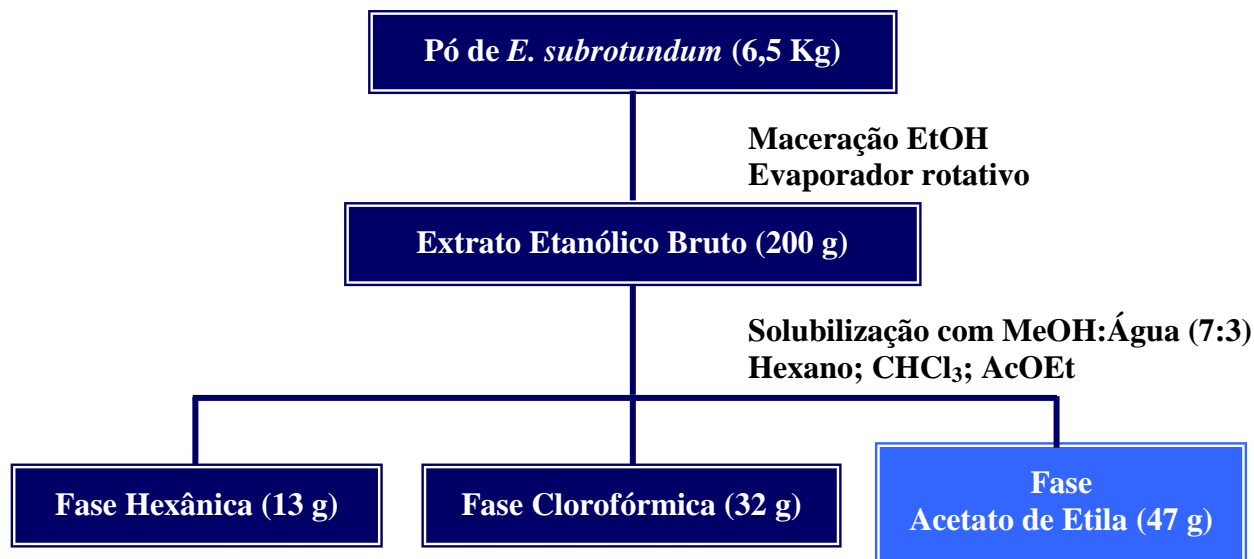 Pó de E. subrotundum (6,5 Kg)
Maceração EtOH
Evaporador rotativo
Extrato Etanólico Bruto (200 g)
Solubilização com MeOH:Água (7:3)
Hexano; CHCl₃; AcOEt
Fase Hexânica (13 g)
Fase Clorofórmica (32 g)
Fase
Acetato de Etila (47 g)